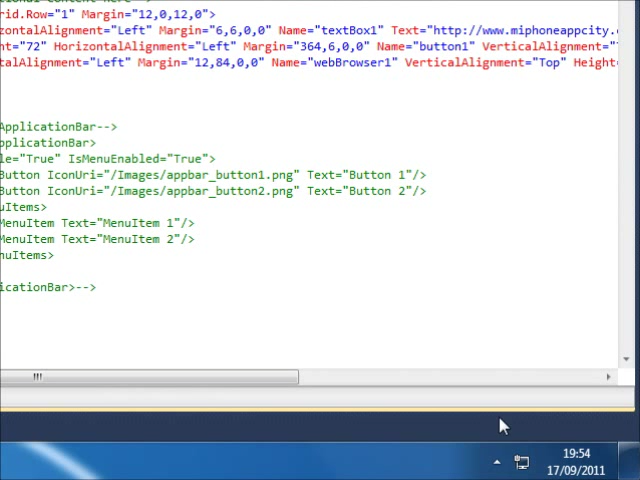 rid.Row="1" Margin="12,0,12,0">
zontalAlignment="Left" Margin="6,6,0,0" Name="textBox1" Text="http://www.miphoneappcity.
ht="72" HorizontalAlignment="Left" Margin="364,6,0,0" Name="button1" VerticalAlignment="
talAlignment="Left" Margin="12,84,0,0" Name="webBrowser1" VerticalAlignment="Top" Height
ApplicationBar-->
pplicationBar>
le="True" IsMenuEnabled="True">
Button IconUri="/Images/appbar_button1.png" Text="Button 1"/>
Button IconUri="/Images/appbar_button2.png" Text="Button 2"/>
uItems>
MenuItem Text="MenuItem 1"/>
MenuItem Text="MenuItem 2"/>
nuItems>
icationBar>-->
19:54
17/09/2011